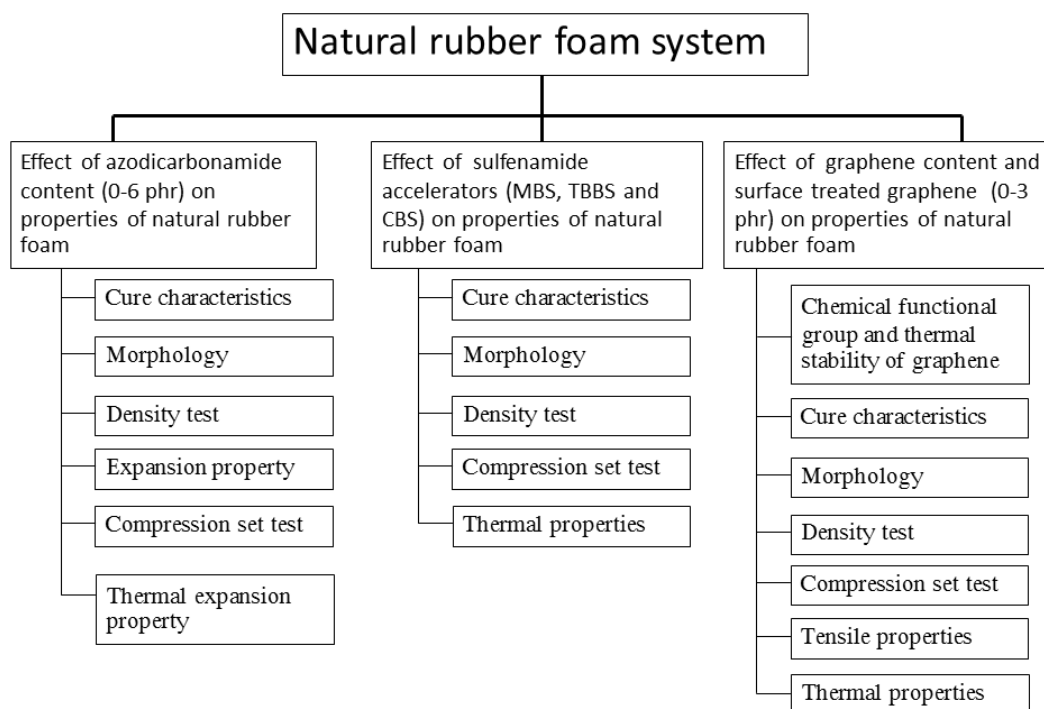 Natural rubber foam system
Effect of azodicarbonamide
content (0-6 phr) on
properties of natural rubber
foam
Cure characteristics
Morphology
Density test
Expansion property
Compression set test
Thermal expansion
property
Effect of sulfenamide
accelerators (MBS, TBBS and
CBS) on properties of natural
rubber foam
Cure characteristics
Morphology
Density test
Compression set test
Thermal properties
Effect of graphene content and
surface treated graphene (0-3
phr) on properties of natural
rubber foam
Chemical functional
group and thermal
stability of graphene
Cure characteristics
Morphology
Density test
Compression set test
Tensile properties
Thermal properties